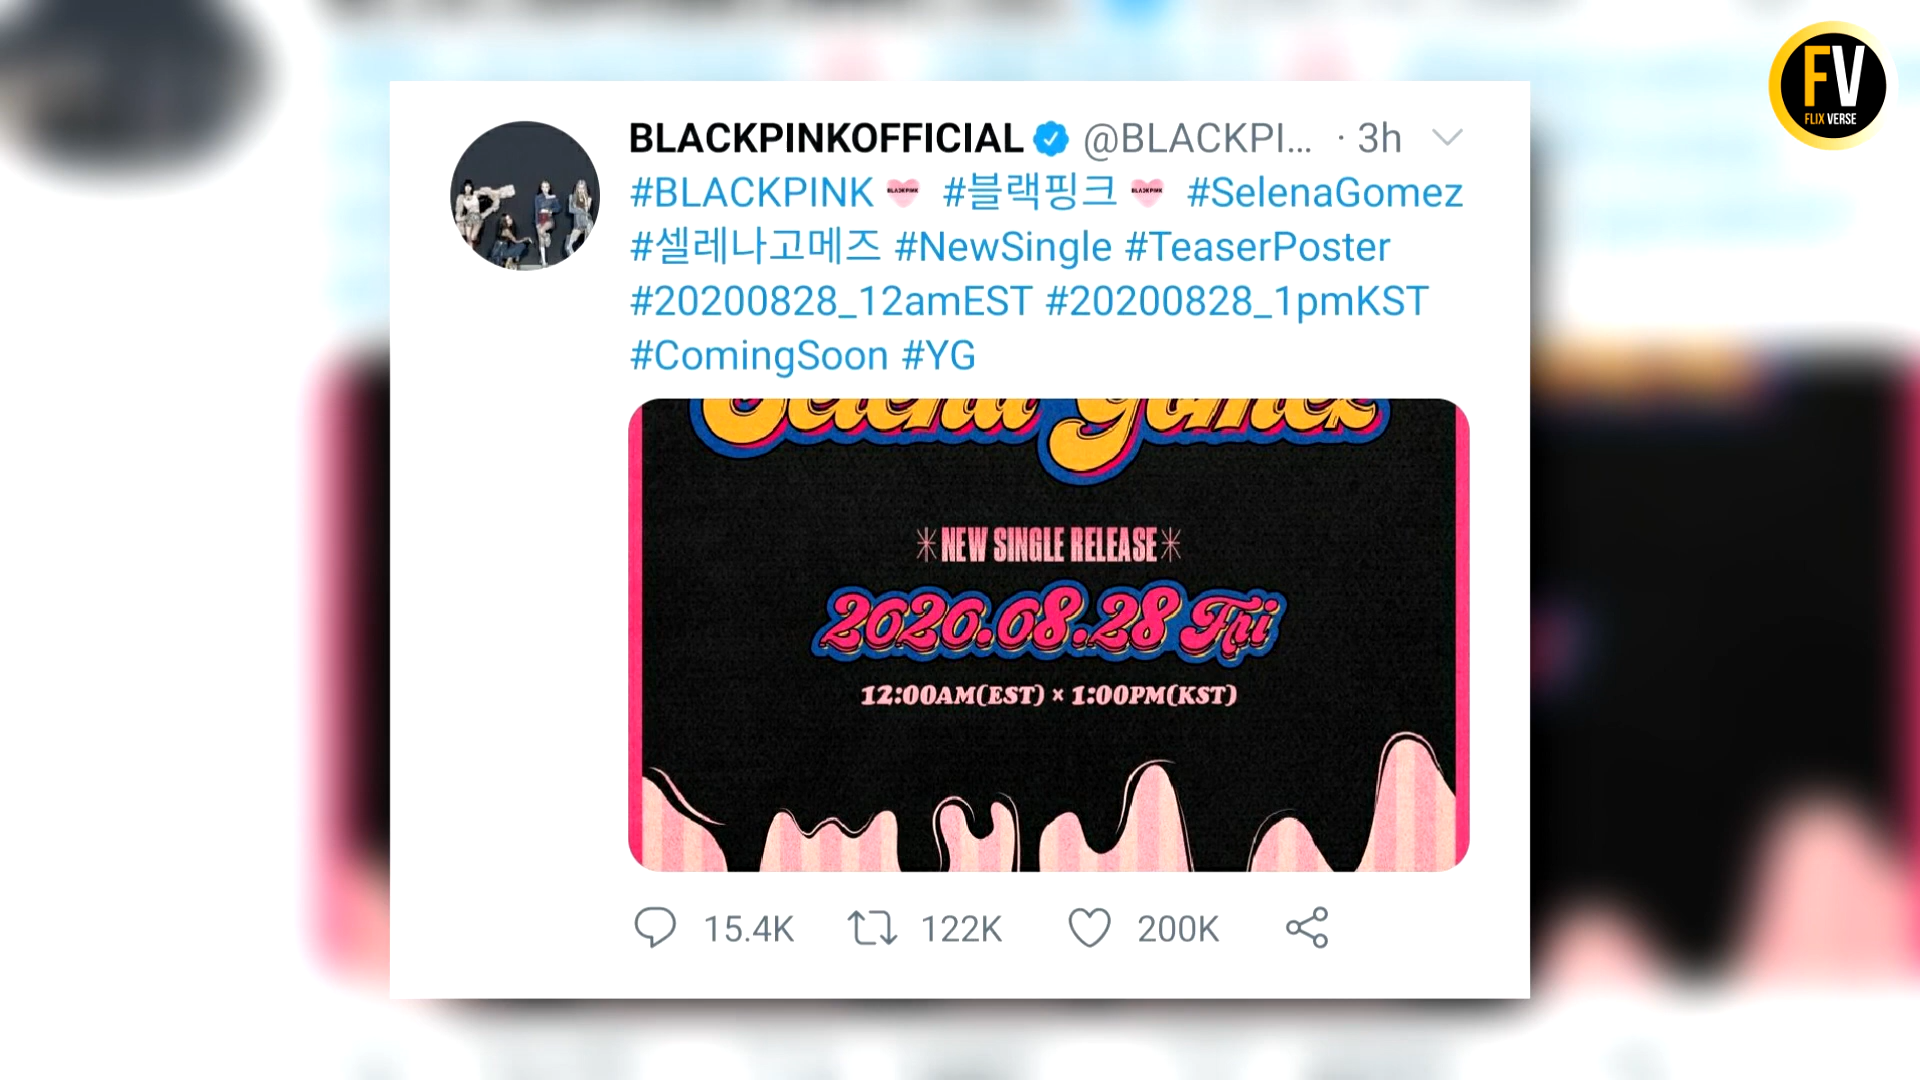 FV
FLIX VERSE
BLACKPINKOFFICIAL @BLACKPI... · 3h
#BLACKPINK #블랙핑크 #SelenaGomez
#셀레나고메즈 #NewSingle #TeaserPoster
#20200828_12amEST #20200828_1pmKST
#ComingSoon #YG
Selena Gomez
NEW SINGLE RELEASE
2020.08.28 Fri
12:00AM(EST) × 1:00PM(KST)
15.4K 122K 200K